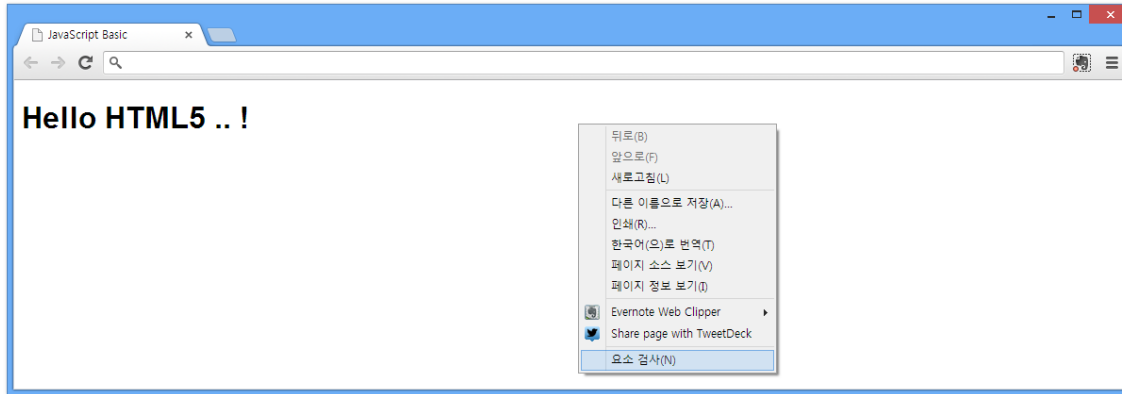 JavaScript Basic
Hello HTML5 .. !
뒤로(B)
앞으로(F)
새로고침(L)
다른 이름으로 저장(A)...
인쇄(R)...
한국어(으)로 번역(T)
페이지 소스 보기(V)
페이지 정보 보기(I)
Evernote Web Clipper
Share page with TweetDeck
요소 검사(N)